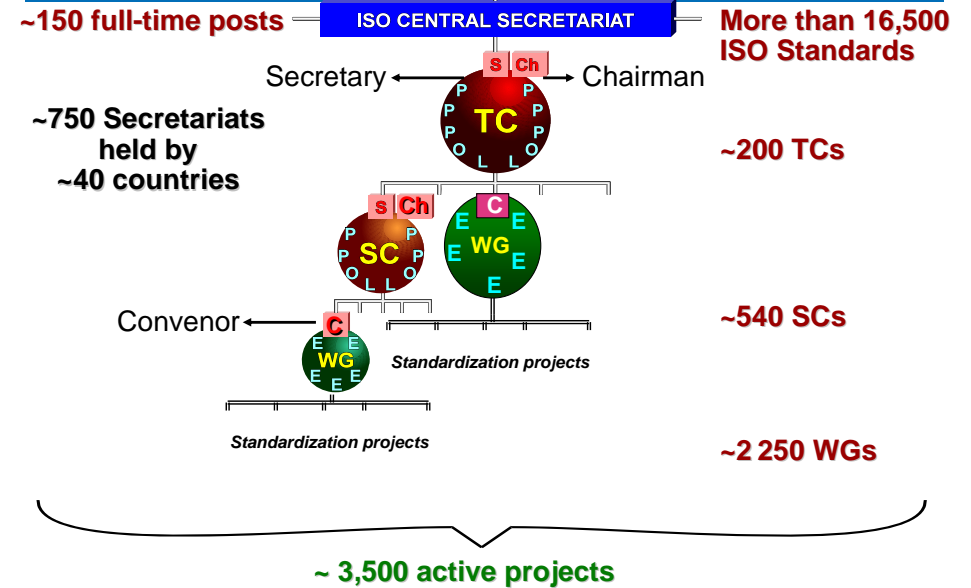 ~150 full-time posts
ISO CENTRAL SECRETARIAT
More than 16,500
ISO Standards
S Ch
Secretary
Chairman
P P
P P
P P
O O
L L
TC
~750 Secretariats
held by
~40 countries
~200 TCs
s Ch
C
P P
P P
O O
L L
SC
E E
E E
E
WG
Convenor
C
E E
E E
E
WG
~540 SCs
Standardization projects
Standardization projects
~2 250 WGs
~ 3,500 active projects